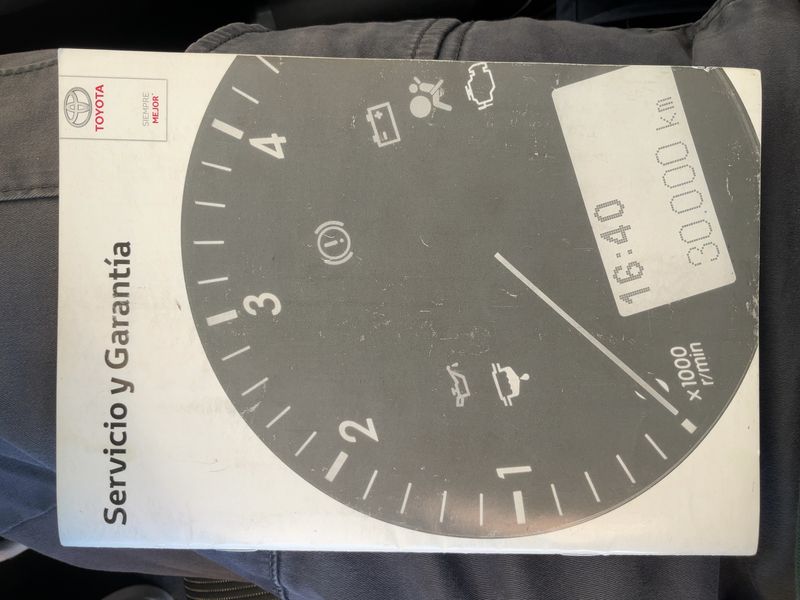 TOYOTA
SIEMPRE
MEJOR
Servicio y Garantía
4
3
2
1
x1000
r/min
16:40
30.000 km